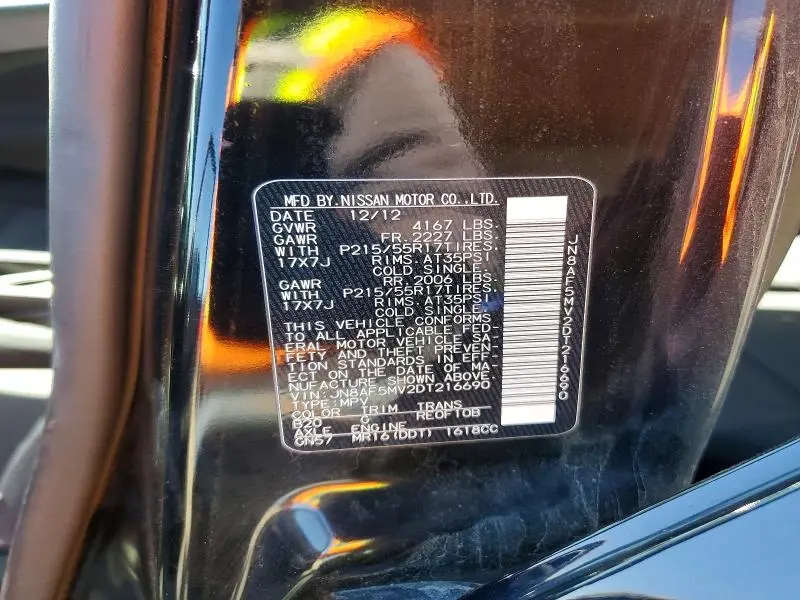 MFD BY.NISSAN MOTOR CO.,LTD.
DATE 12/12
GVWR 4167 LBS.
GAWR FR. 2227 LBS.
WITH P215/55R17TIRES.
17X7J RIMS.AT35PSI
COLD SINGLE.
GAWR RR.2006 LBS.
WITH P215/55R17TIRES.
17X7J RIMS.AT35PSI
COLD SINGLE.
THIS VEHICLE CONFORMS
TO ALL APPLICABLE FED-
ERAL MOTOR VEHICLE SA-
FETY AND THEFT PREVEN-
TION STANDARDS IN EFF-
ECT ON THE DATE OF MA-
NUFACTURE SHOWN ABOVE.
VIN:JN8AF5MV2DT216690
TYPE:MPV
COLOR TRIM TRANS
B20 G RE0F10B
AXLE ENGINE
GN57 MR16(DDT) 1618CC
JN8AF5MV2DT216690